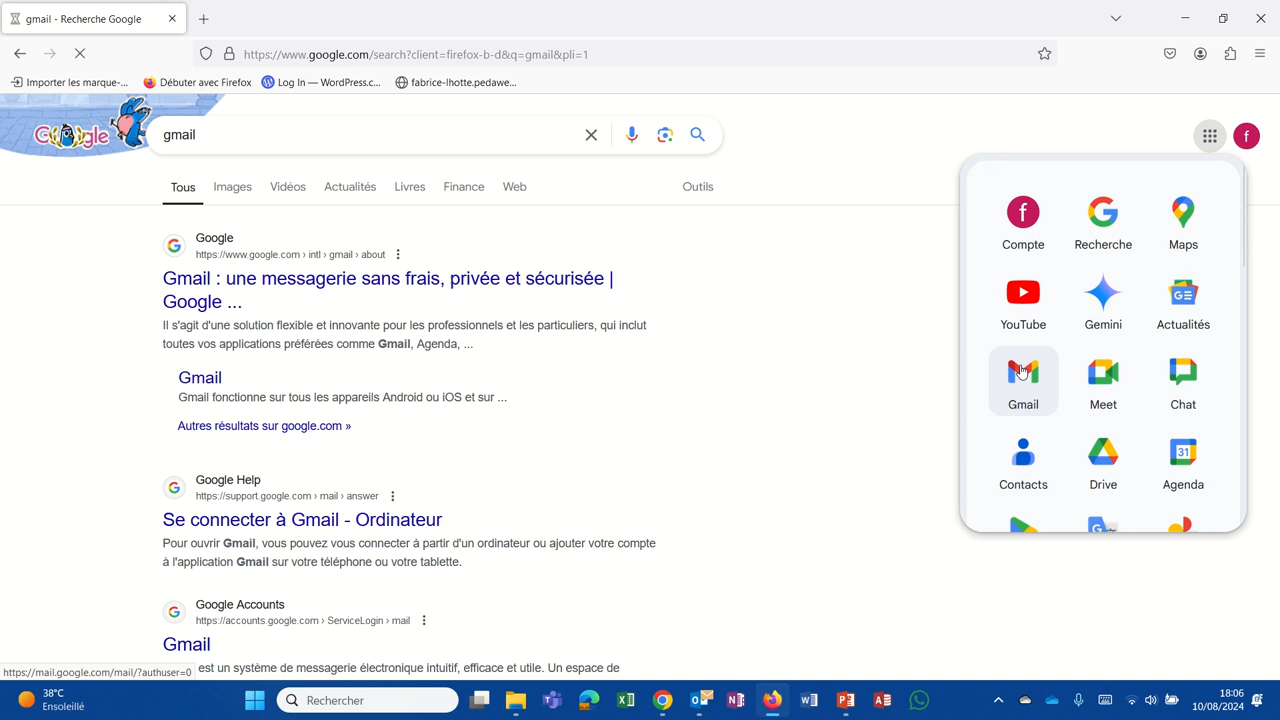 gmail - Recherche Google
https://www.google.com/search?client=firefox-b-d&q=gmail&pli=1
Importer les marque-...
Débuter avec Firefox
Log In — WordPress.c...
fabrice-lhotte.pedawe...
Google
gmail
f
Tous
Images
Vidéos
Actualités
Livres
Finance
Web
Outils
Google
https://www.google.com › intl › gmail › about
Gmail : une messagerie sans frais, privée et sécurisée |
Google ...
Il s'agit d'une solution flexible et innovante pour les professionnels et les particuliers, qui inclut
toutes vos applications préférées comme Gmail, Agenda, ...
Gmail
Gmail fonctionne sur tous les appareils Android ou iOS et sur ...
Autres résultats sur google.com »
Google Help
https://support.google.com › mail › answer
Se connecter à Gmail - Ordinateur
Pour ouvrir Gmail, vous pouvez vous connecter à partir d'un ordinateur ou ajouter votre compte
à l'application Gmail sur votre téléphone ou votre tablette.
Google Accounts
https://accounts.google.com › ServiceLogin › mail
Gmail
est un système de messagerie électronique intuitif, efficace et utile. Un espace de
f
Compte
Recherche
Maps
YouTube
Gemini
Actualités
Gmail
Meet
Chat
Contacts
Drive
31
Agenda
https://mail.google.com/mail/?authuser=0
38°C
Ensoleillé
Rechercher
18:06
10/08/2024